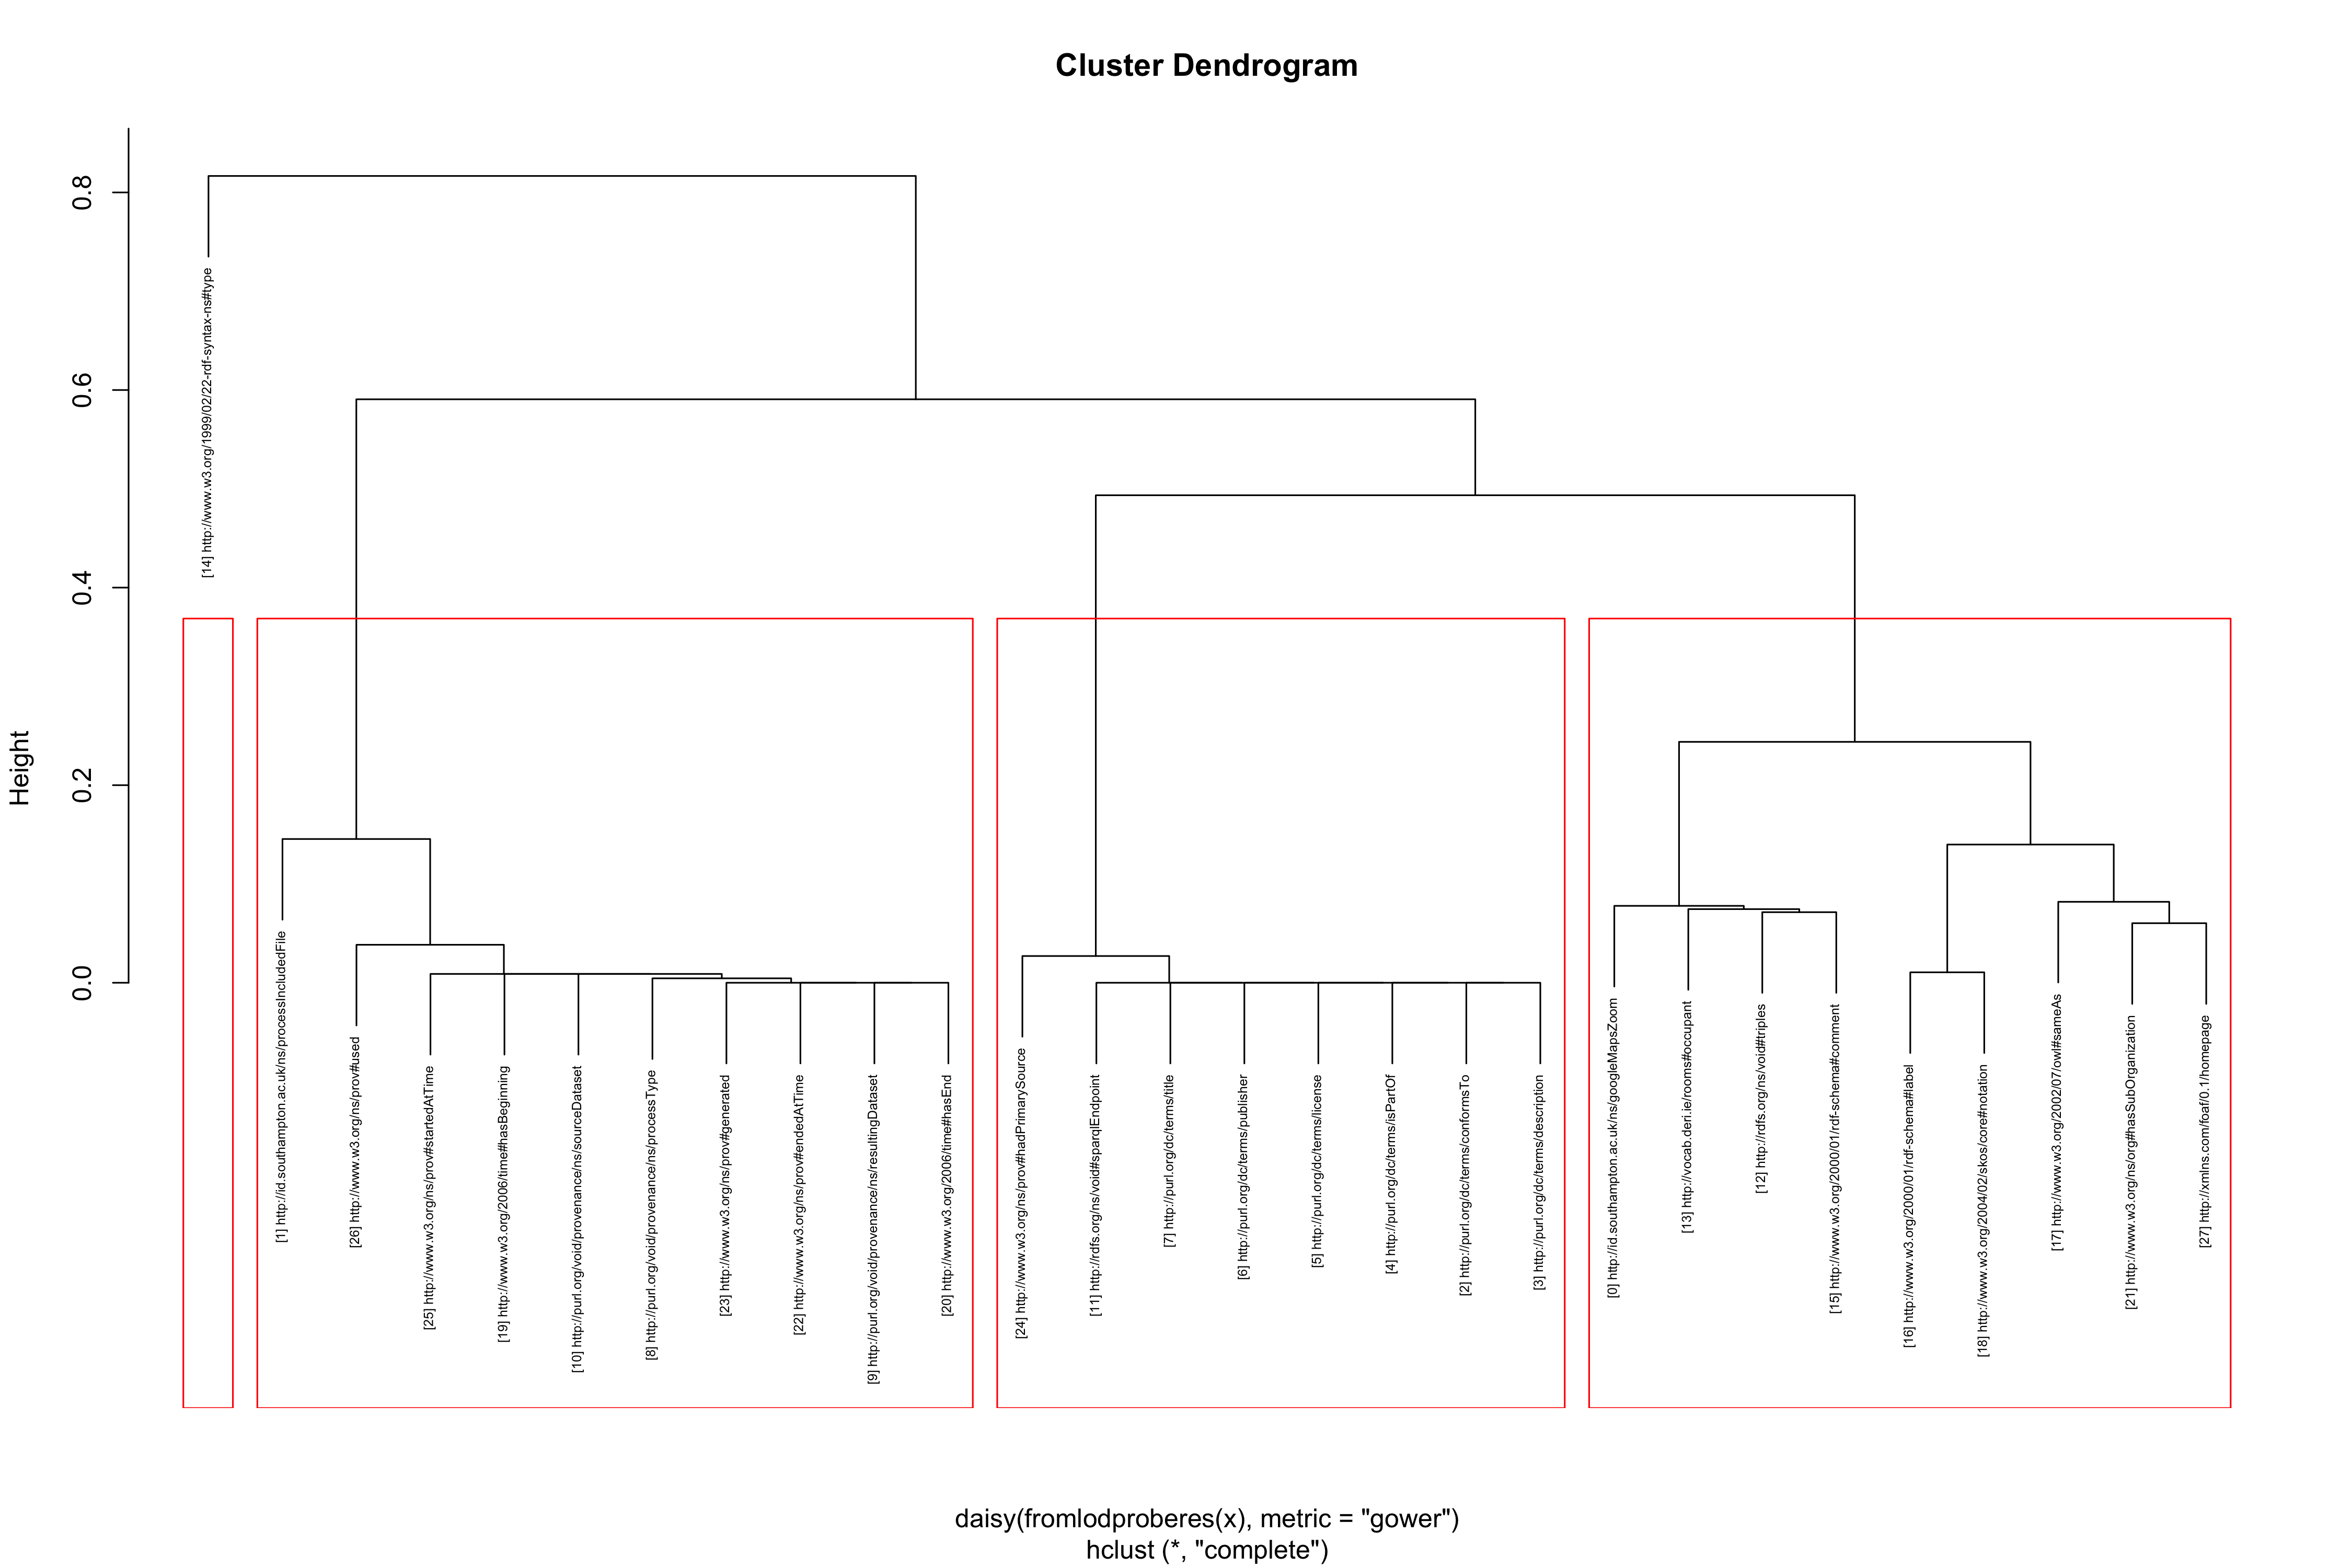 Cluster Dendrogram
Height
0.0
0.2
0.4
0.6
0.8
[14] http://www.w3.org/1999/02/22-rdf-syntax-ns#type
[1] http://id.southampton.ac.uk/ns/processIncludedFile
[26] http://www.w3.org/ns/prov#used
[25] http://www.w3.org/ns/prov#startedAtTime
[19] http://www.w3.org/2006/time#hasBeginning
[10] http://purl.org/void/provenance/ns/sourceDataset
[8] http://purl.org/void/provenance/ns/processType
[23] http://www.w3.org/ns/prov#generated
[22] http://www.w3.org/ns/prov#endedAtTime
[9] http://purl.org/void/provenance/ns/resultingDataset
[20] http://www.w3.org/2006/time#hasEnd
[24] http://www.w3.org/ns/prov#hadPrimarySource
[11] http://rdfs.org/ns/void#sparqlEndpoint
[7] http://purl.org/dc/terms/title
[6] http://purl.org/dc/terms/publisher
[5] http://purl.org/dc/terms/license
[4] http://purl.org/dc/terms/isPartOf
[2] http://purl.org/dc/terms/conformsTo
[3] http://purl.org/dc/terms/description
[0] http://id.southampton.ac.uk/ns/googleMapsZoom
[13] http://vocab.deri.ie/rooms#occupant
[12] http://rdfs.org/ns/void#triples
[15] http://www.w3.org/2000/01/rdf-schema#comment
[16] http://www.w3.org/2000/01/rdf-schema#label
[18] http://www.w3.org/2004/02/skos/core#notation
[17] http://www.w3.org/2002/07/owl#sameAs
[21] http://www.w3.org/ns/org#hasSubOrganization
[27] http://xmlns.com/foaf/0.1/homepage
daisy(fromlodproberes(x), metric = "gower")
hclust (*, "complete")